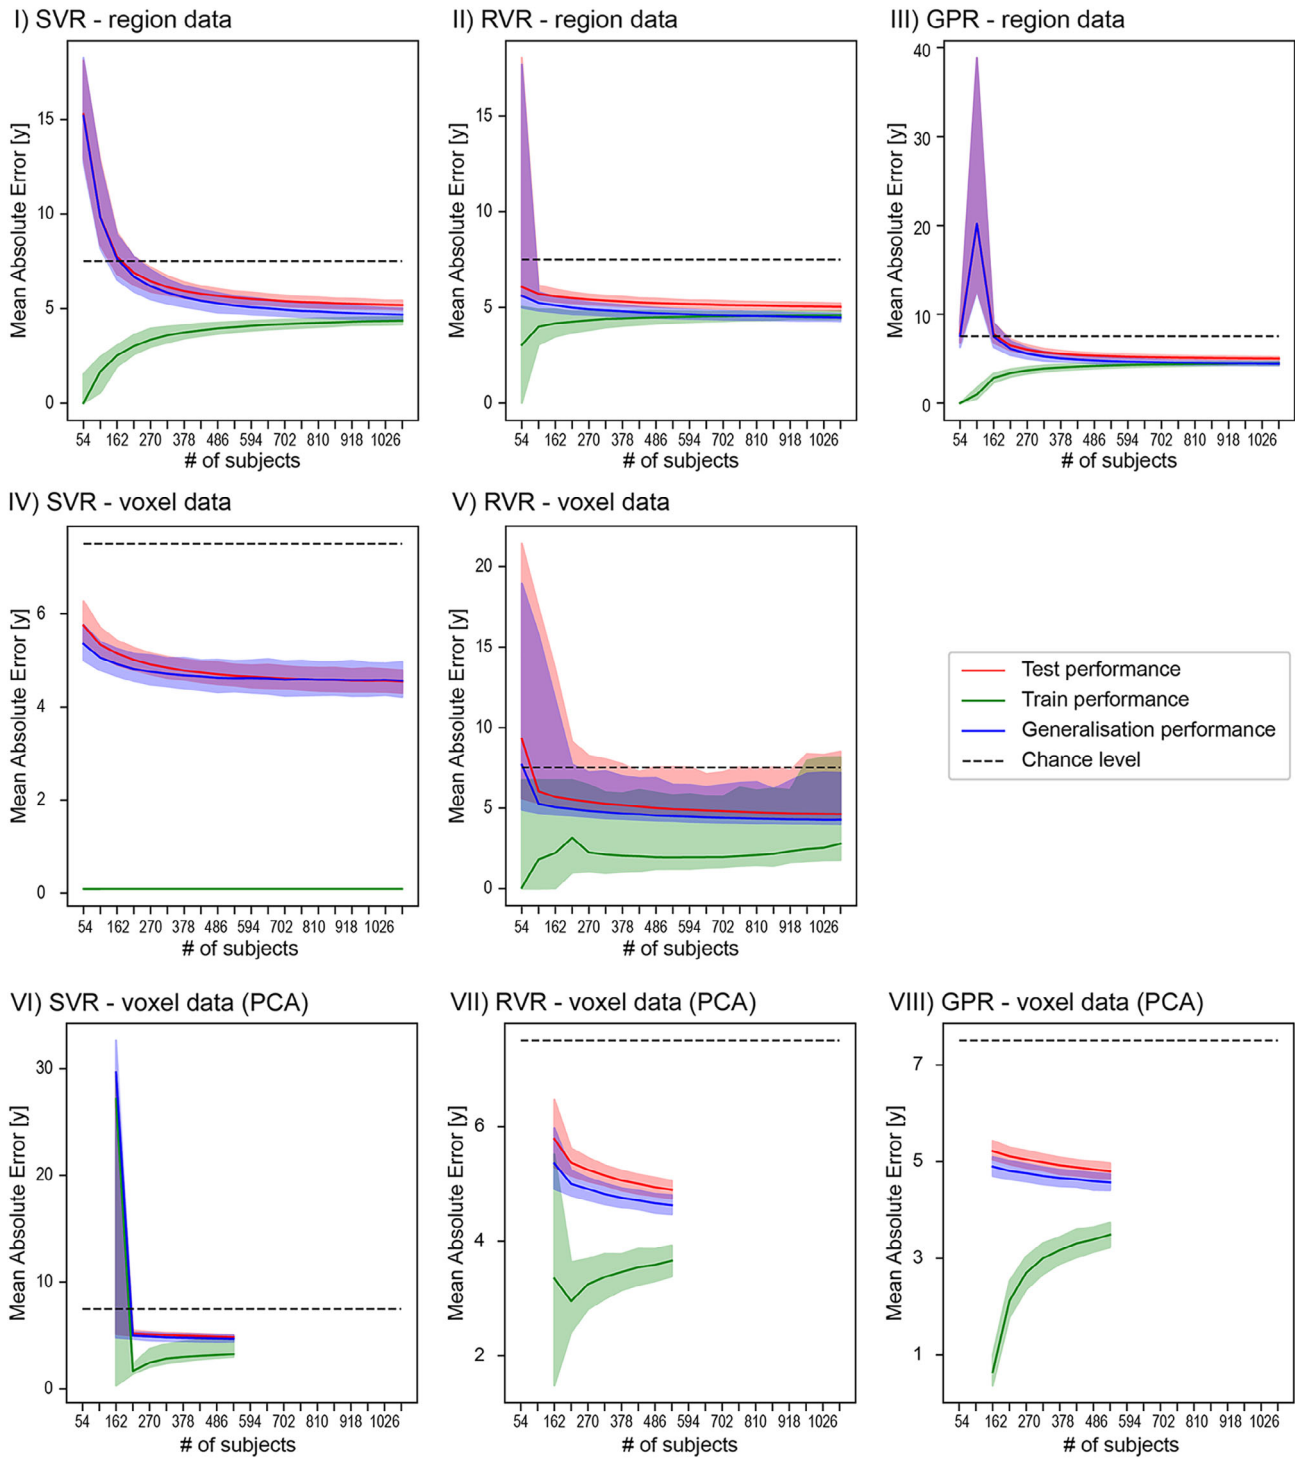 I) SVR - region data
II) RVR - region data
III) GPR - region data
Mean Absolute Error [y]
15
10
5
0
54 162 270 378 486 594 702 810 918 1026
# of subjects
Mean Absolute Error [y]
15
10
5
0
54 162 270 378 486 594 702 810 918 1026
# of subjects
Mean Absolute Error [y]
40
30
20
10
0
54 162 270 378 486 594 702 810 918 1026
# of subjects
IV) SVR - voxel data
V) RVR - voxel data
Mean Absolute Error [y]
6
4
2
0
54 162 270 378 486 594 702 810 918 1026
# of subjects
Mean Absolute Error [y]
20
15
10
5
0
54 162 270 378 486 594 702 810 918 1026
# of subjects
Test performance
Train performance
Generalisation performance
Chance level
VI) SVR - voxel data (PCA)
VII) RVR - voxel data (PCA)
VIII) GPR - voxel data (PCA)
Mean Absolute Error [y]
30
20
10
0
54 162 270 378 486 594 702 810 918 1026
# of subjects
Mean Absolute Error [y]
6
4
2
54 162 270 378 486 594 702 810 918 1026
# of subjects
Mean Absolute Error [y]
7
5
3
1
54 162 270 378 486 594 702 810 918 1026
# of subjects